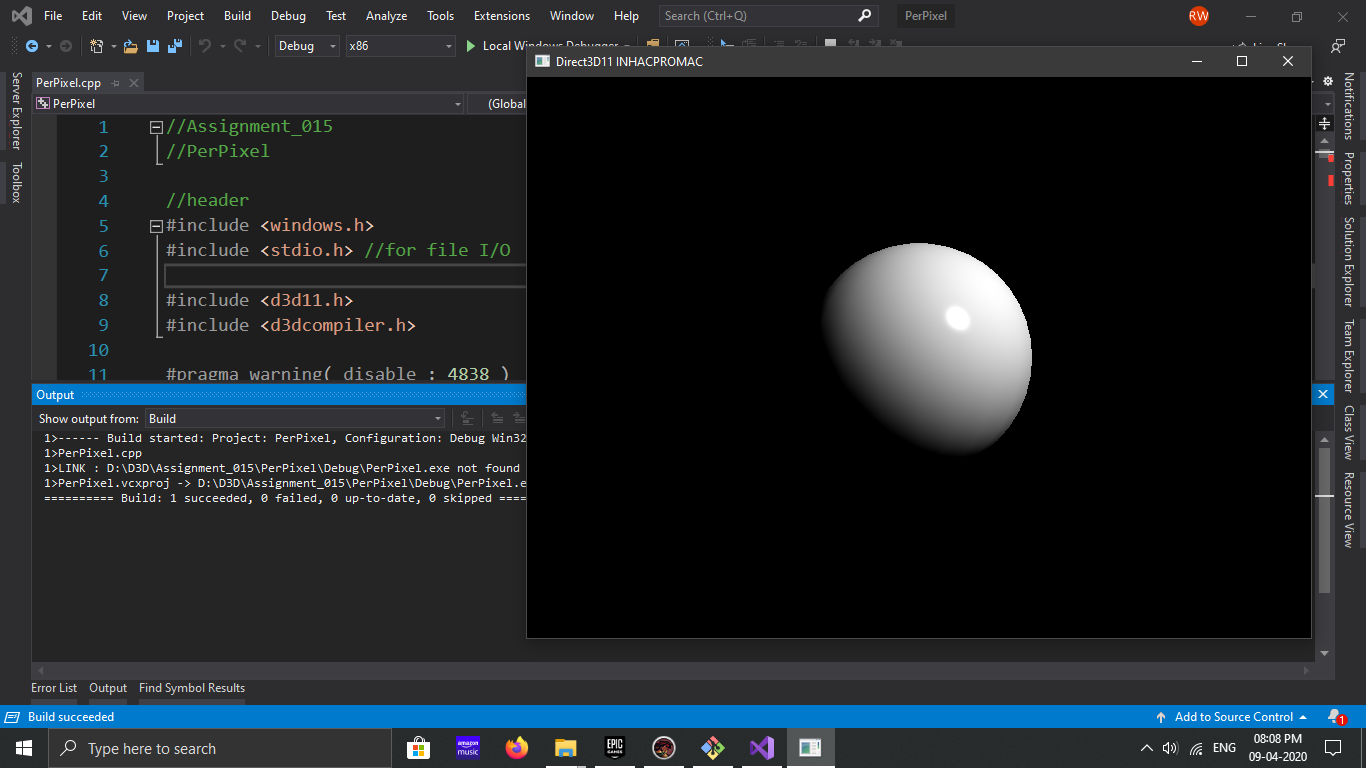 File Edit View Project Build Debug Test Analyze Tools Extensions Window Help Search (Ctrl+Q) PerPixel RW
Debug x86 Local Windows Debugger
Direct3D11 INHACPROMAC
PerPixel.cpp
PerPixel (Global
Server Explorer
Toolbox
1 //Assignment_015
2 //PerPixel
3
4 //header
5 #include <windows.h>
6 #include <stdio.h> //for file I/O
7
8 #include <d3d11.h>
9 #include <d3dcompiler.h>
10
11 #pragma warning( disable : 4838 )
Notifications
Properties
Solution Explorer
Team Explorer
Class View
Resource View
Output
Show output from: Build
1>------ Build started: Project: PerPixel, Configuration: Debug Win32
1>PerPixel.cpp
1>LINK : D:\D3D\Assignment_015\PerPixel\Debug\PerPixel.exe not found
1>PerPixel.vcxproj -> D:\D3D\Assignment_015\PerPixel\Debug\PerPixel.e
========== Build: 1 succeeded, 0 failed, 0 up-to-date, 0 skipped ====
Error List Output Find Symbol Results
Build succeeded Add to Source Control 1
Type here to search amazon music EPIC GAMES ENG 08:08 PM
09-04-2020